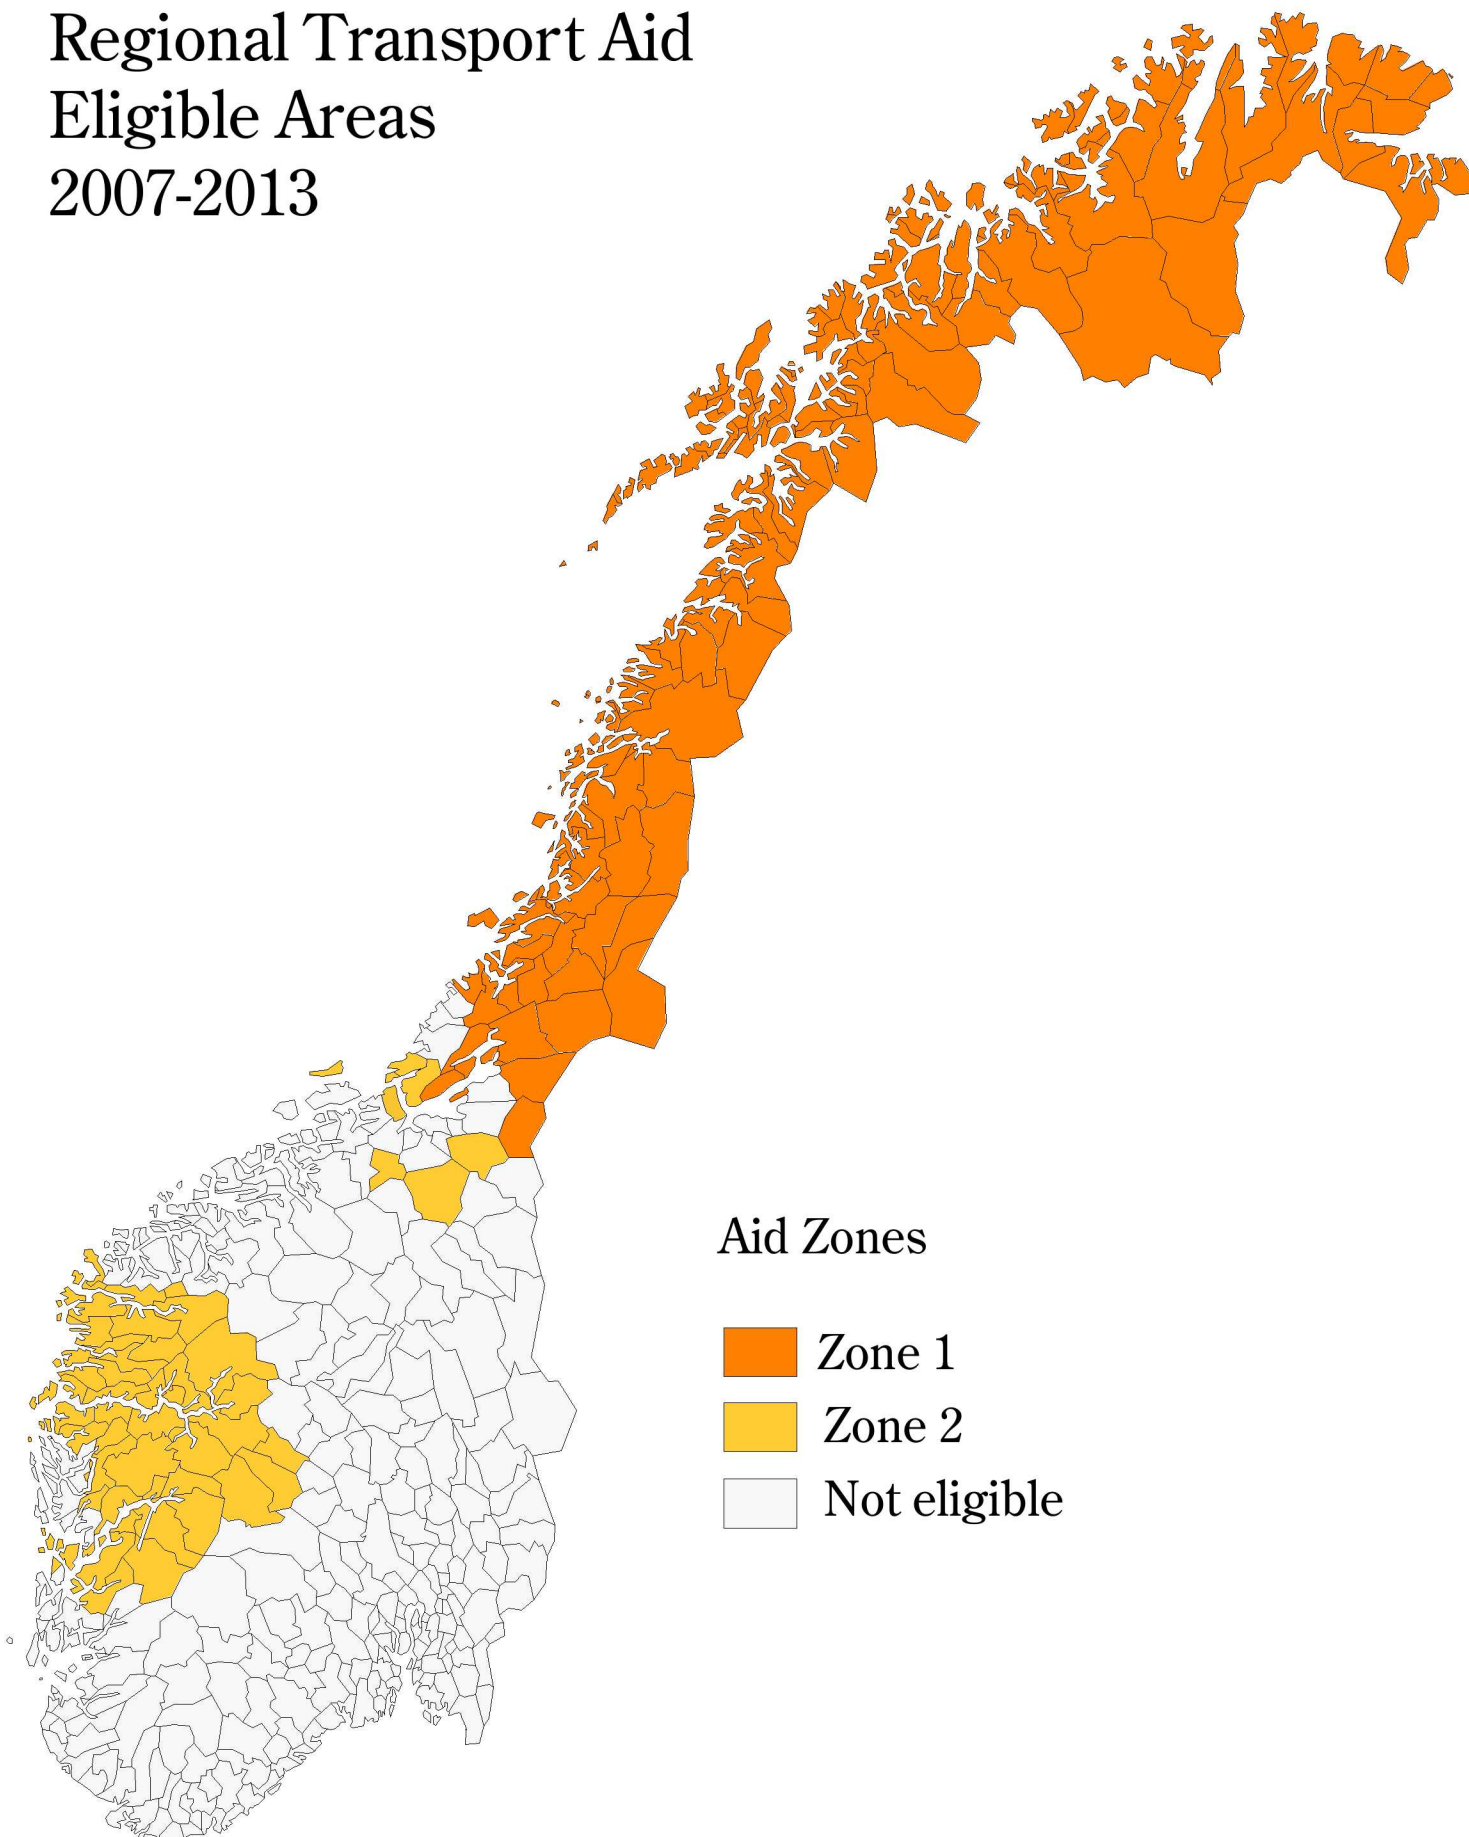 Regional Transport Aid
Eligible Areas
2007-2013
Aid Zones
Zone 1
Zone 2
Not eligible